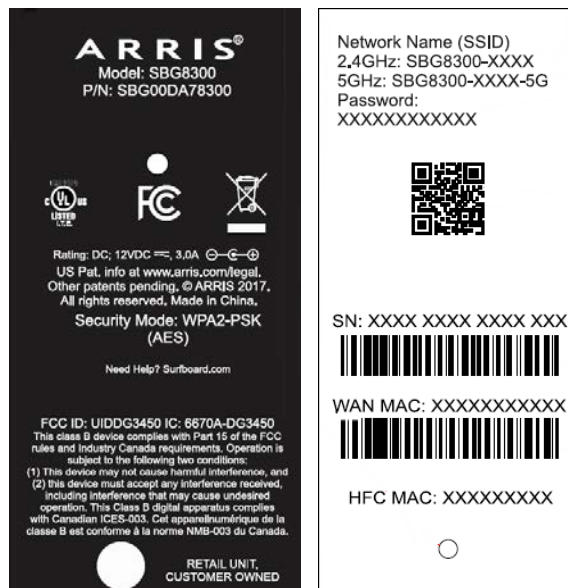 ARRIS®
Model: SBG8300
P/N: SBG00DA78300
C UL US
LISTED
I.T.E.
FC
Rating: DC; 12VDC ⎓, 3,0A ⊖-C-⊕
US Pat. info at www.arris.com/legal.
Other patents pending. © ARRIS 2017.
All rights reserved. Made in China.
Security Mode: WPA2-PSK
(AES)
Need Help? Surfboard.com
FCC ID: UIDDG3450 IC: 6670A-DG3450
This class B device complies with Part 15 of the FCC
rules and Industry Canada requirements. Operation is
subject to the following two conditions:
(1) This device may not cause harmful interference, and
(2) this device must accept any interference received,
including interference that may cause undesired
operation. This Class B digital apparatus complies
with Canadian ICES-003. Cet appareilnumérique de la
classe B est conforme à la norme NMB-003 du Canada.
RETAIL UNIT,
CUSTOMER OWNED
Network Name (SSID)
2.4GHz: SBG8300-XXXX
5GHz: SBG8300-XXXX-5G
Password:
XXXXXXXXXXXX
SN: XXXX XXXX XXXX XXX
WAN MAC: XXXXXXXXXXX
HFC MAC: XXXXXXXXX